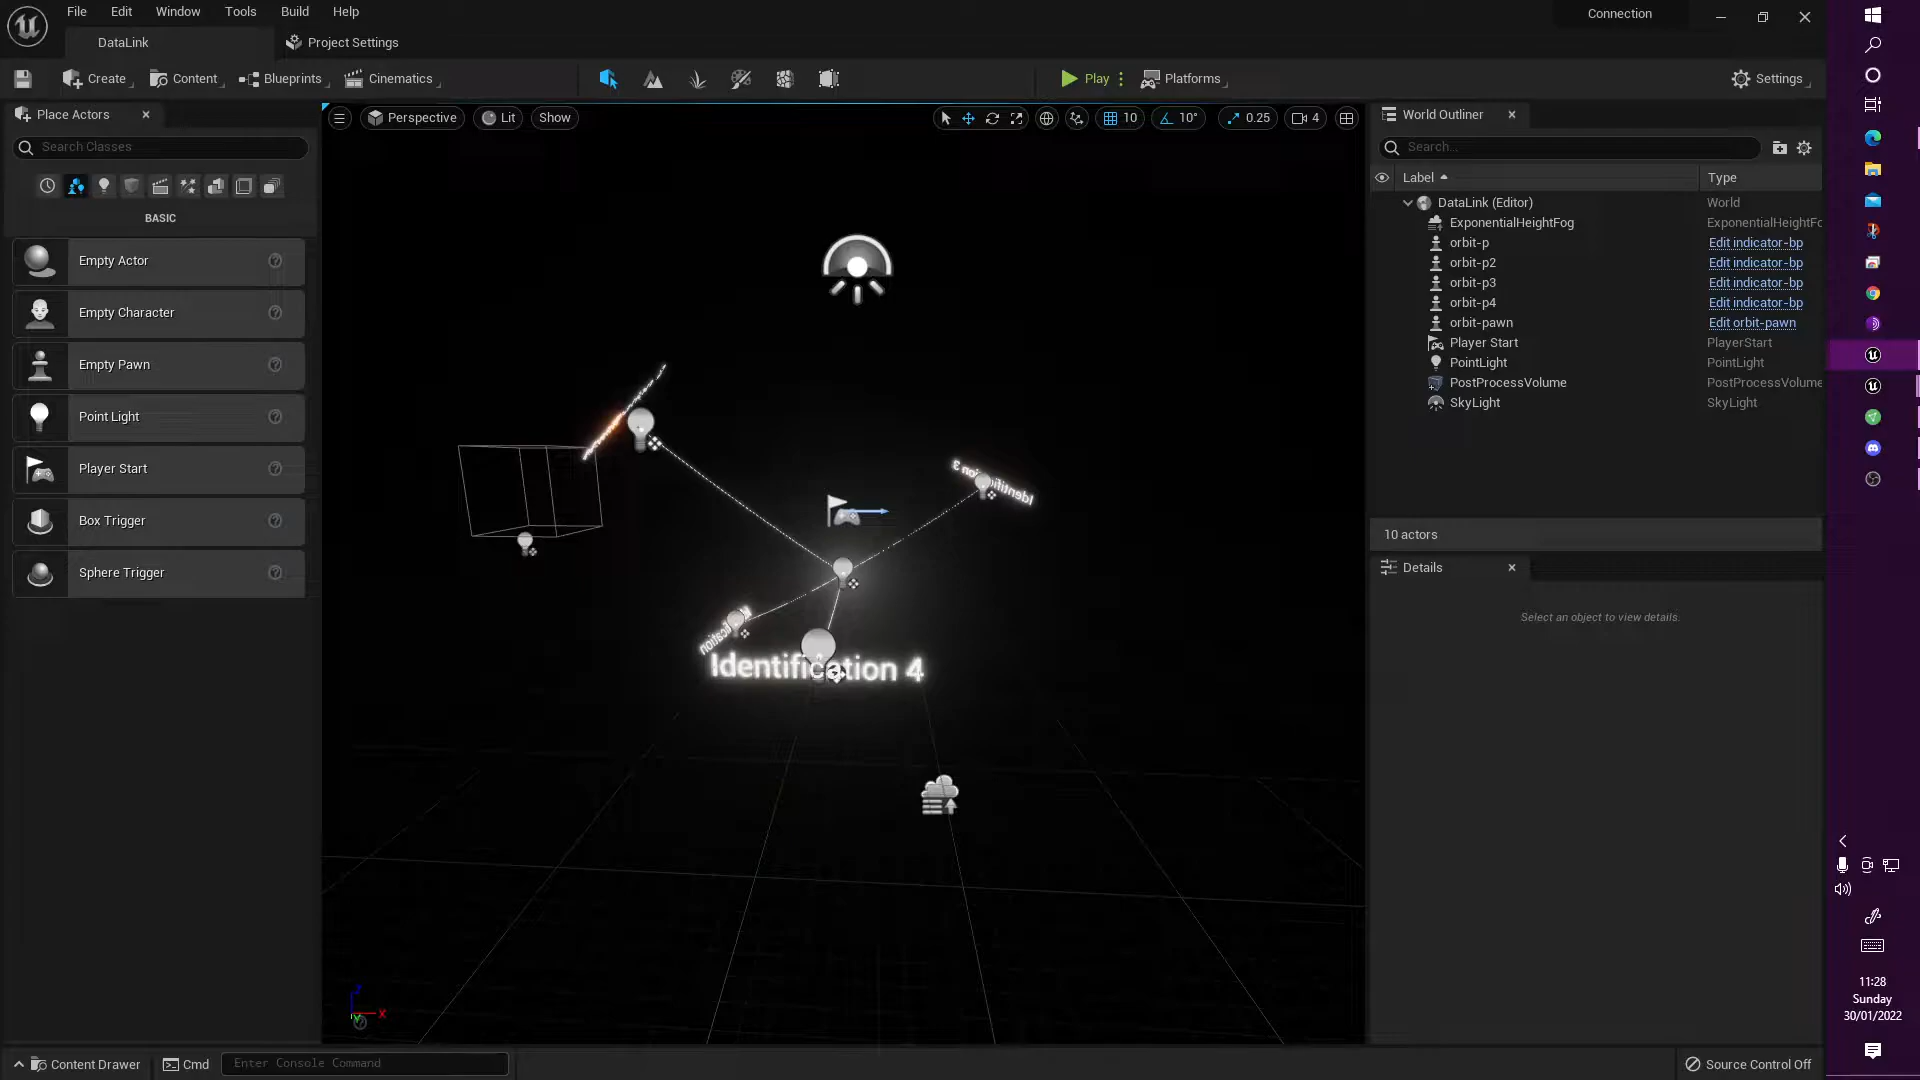 File Edit Window Tools Build Help
Connection
DataLink
Project Settings
Create
Content
Blueprints
Cinematics
Play
Platforms
Settings
Place Actors
Search Classes
BASIC
Empty Actor
Empty Character
Empty Pawn
Point Light
Player Start
Box Trigger
Sphere Trigger
Perspective
Lit
Show
10
10°
0.25
4
Identification 3
Identification 4
X
World Outliner
Search...
Label Type
DataLink (Editor) World
ExponentialHeightFog ExponentialHeightFo
orbit-p Edit indicator-bp
orbit-p2 Edit indicator-bp
orbit-p3 Edit indicator-bp
orbit-p4 Edit indicator-bp
orbit-pawn Edit orbit-pawn
Player Start PlayerStart
PointLight PointLight
PostProcessVolume PostProcessVolume
SkyLight SkyLight
10 actors
Details
Select an object to view details.
Content Drawer
Cmd
Enter Console Command
Source Control Off
11:28
Sunday
30/01/2022